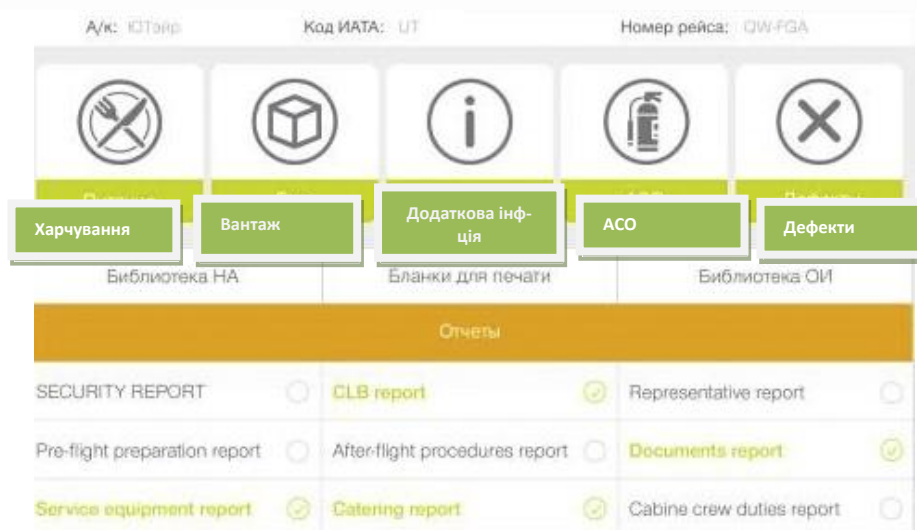 А/к: ЮТэйр Код ИАТА: UT Номер рейса: QW-FGA
Харчування Вантаж Додаткова інф-
ція АСО Дефекти
Дефекты
Библиотека НА Бланки для печати Библиотека ОИ
Отчеты
SECURITY REPORT CLB report Representative report
Pre-flight preparation report After-flight procedures report Documents report
Service equipment report Catering report Cabine crew duties report